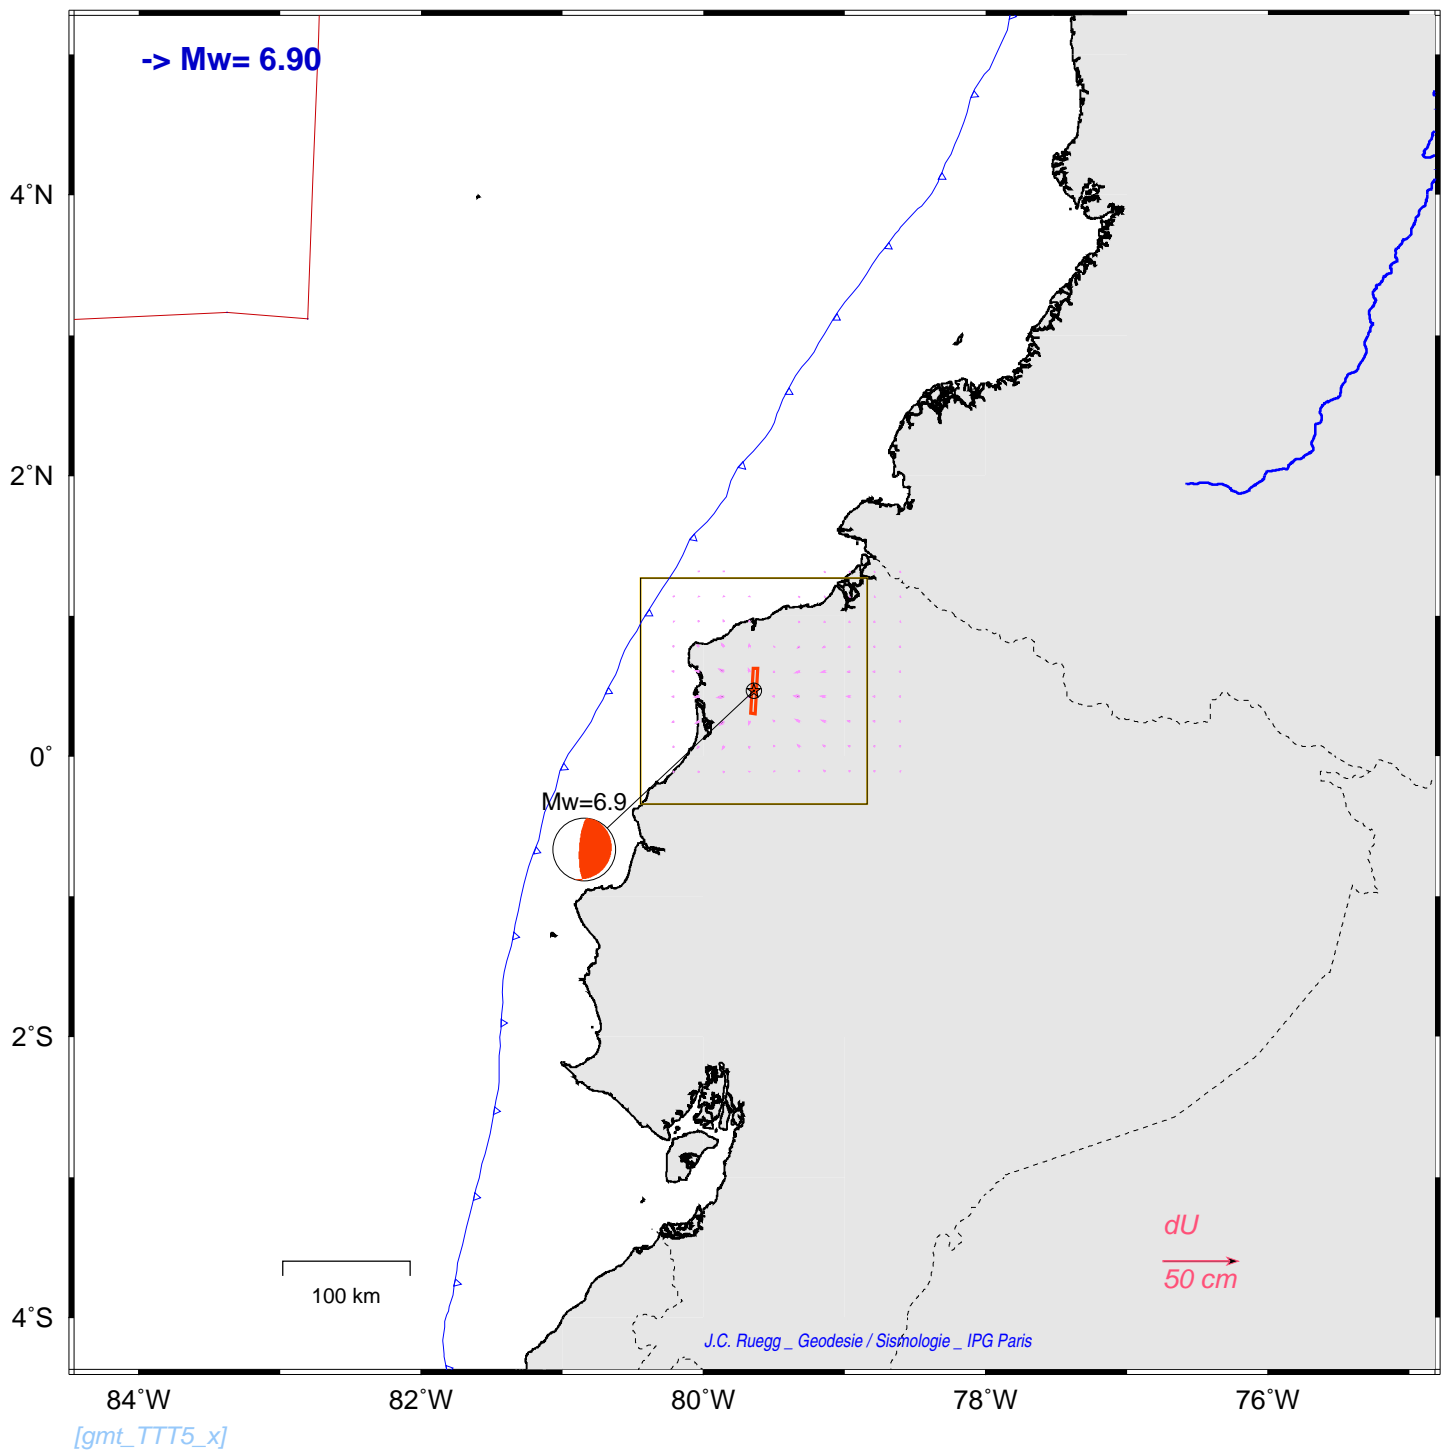 -> Mw= 6.90
4°N
2°N
0°
Mw=6.9
2°S
dU
50 cm
100 km
4°S
J.C. Ruegg _ Geodesie / Sismologie _ IPG Paris
84°W
82°W
80°W
78°W
76°W
[gmt_TTT5_x]